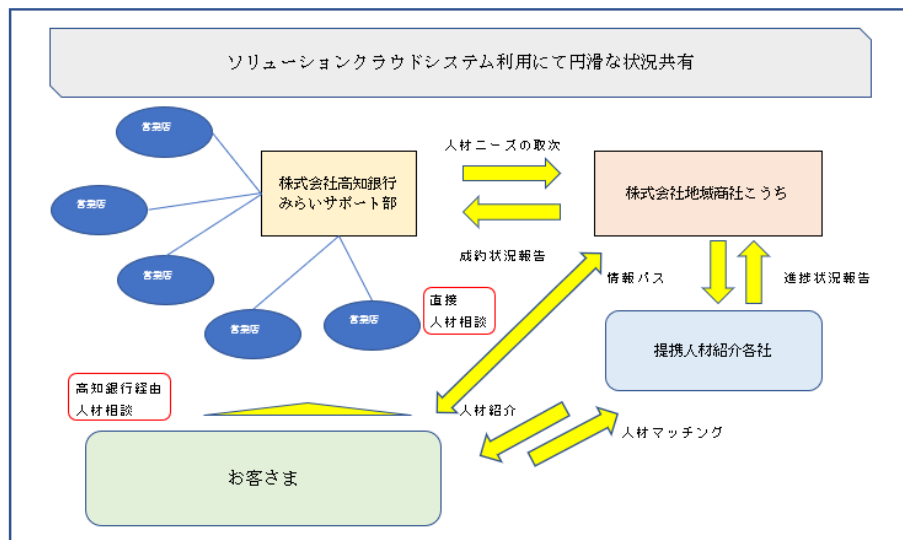 ソリューションクラウドシステム利用にて円滑な状況共有
営業店
人材ニーズの取次
株式会社高知銀行
みらいサポート部
株式会社地域商社こうち
営業店
成約状況報告
営業店
情報パス
進捗状況報告
直接
人材相談
営業店
営業店
提携人材紹介各社
高知銀行経由
人材相談
人材紹介
人材マッチング
お客さま